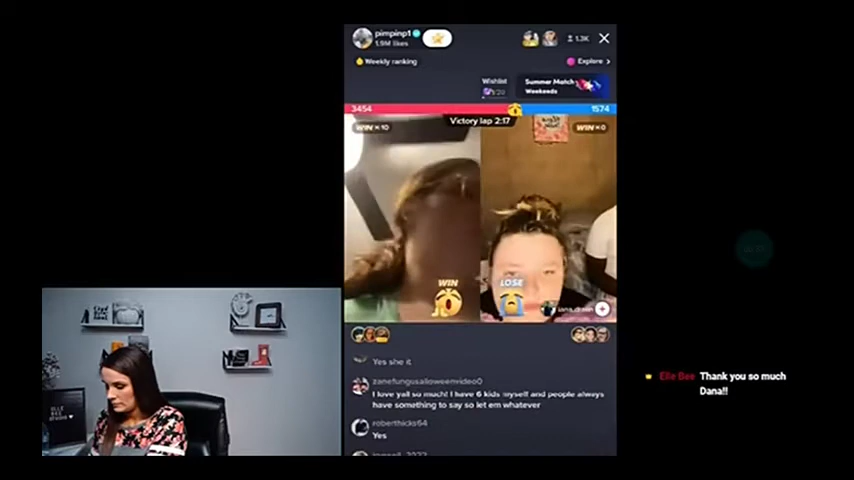 pimpinp1
1.9M likes
1.3K
Weekly ranking
Explore >
Wishlist
Summer Match
Weekends
3454
1574
Victory lap 2:17
WIN x 10
WIN x 0
WIN
LOSE
Yes she it
zanefungusalloweenvideo0
I love yall so much! I have 6 kids myself and people always
have something to say so let em whatever
roberthicks64
Yes
Elle Bee Thank you so much
Dana!!
ELLE
BEE